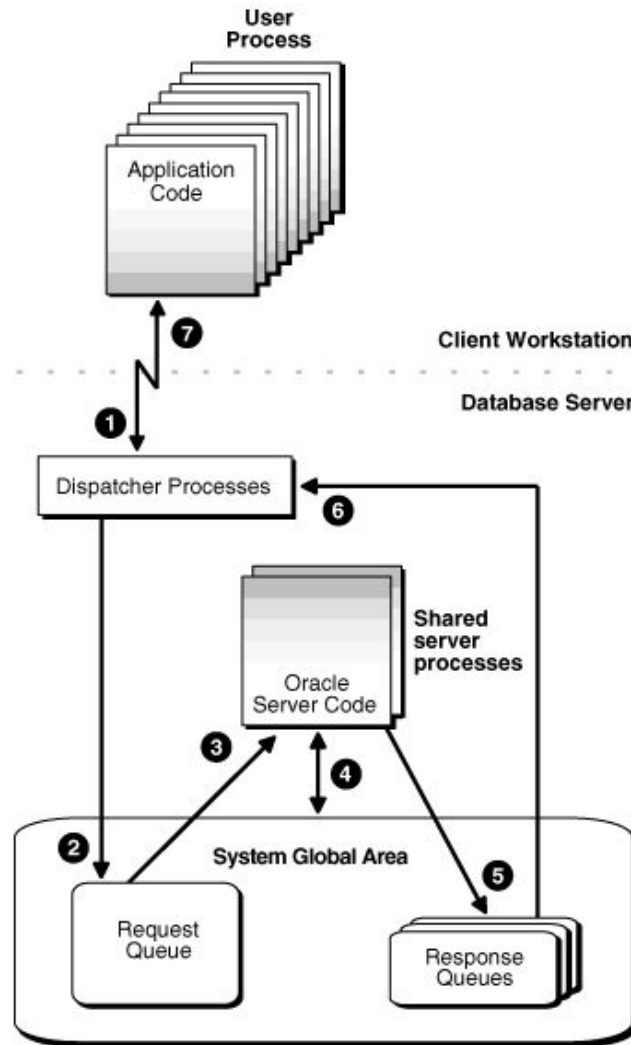 User
Process
Application
Code
7
Client Workstation
Database Server
1
Dispatcher Processes
6
Shared
server
processes
Oracle
Server Code
3
4
2
System Global Area
5
Request
Queue
Response
Queues